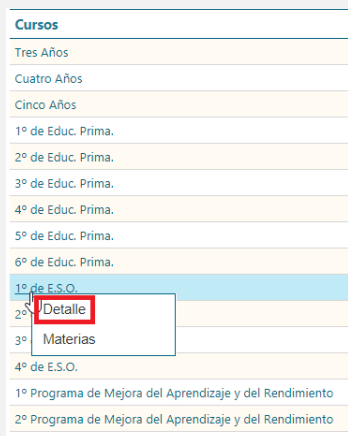 Cursos
Tres Años
Cuatro Años
Cinco Años
1º de Educ. Prima.
2º de Educ. Prima.
3º de Educ. Prima.
4º de Educ. Prima.
5º de Educ. Prima.
6º de Educ. Prima.
1º de E.S.O.
2º
Detalle
3º
Materias
4º de E.S.O.
1º Programa de Mejora del Aprendizaje y del Rendimiento
2º Programa de Mejora del Aprendizaje y del Rendimiento